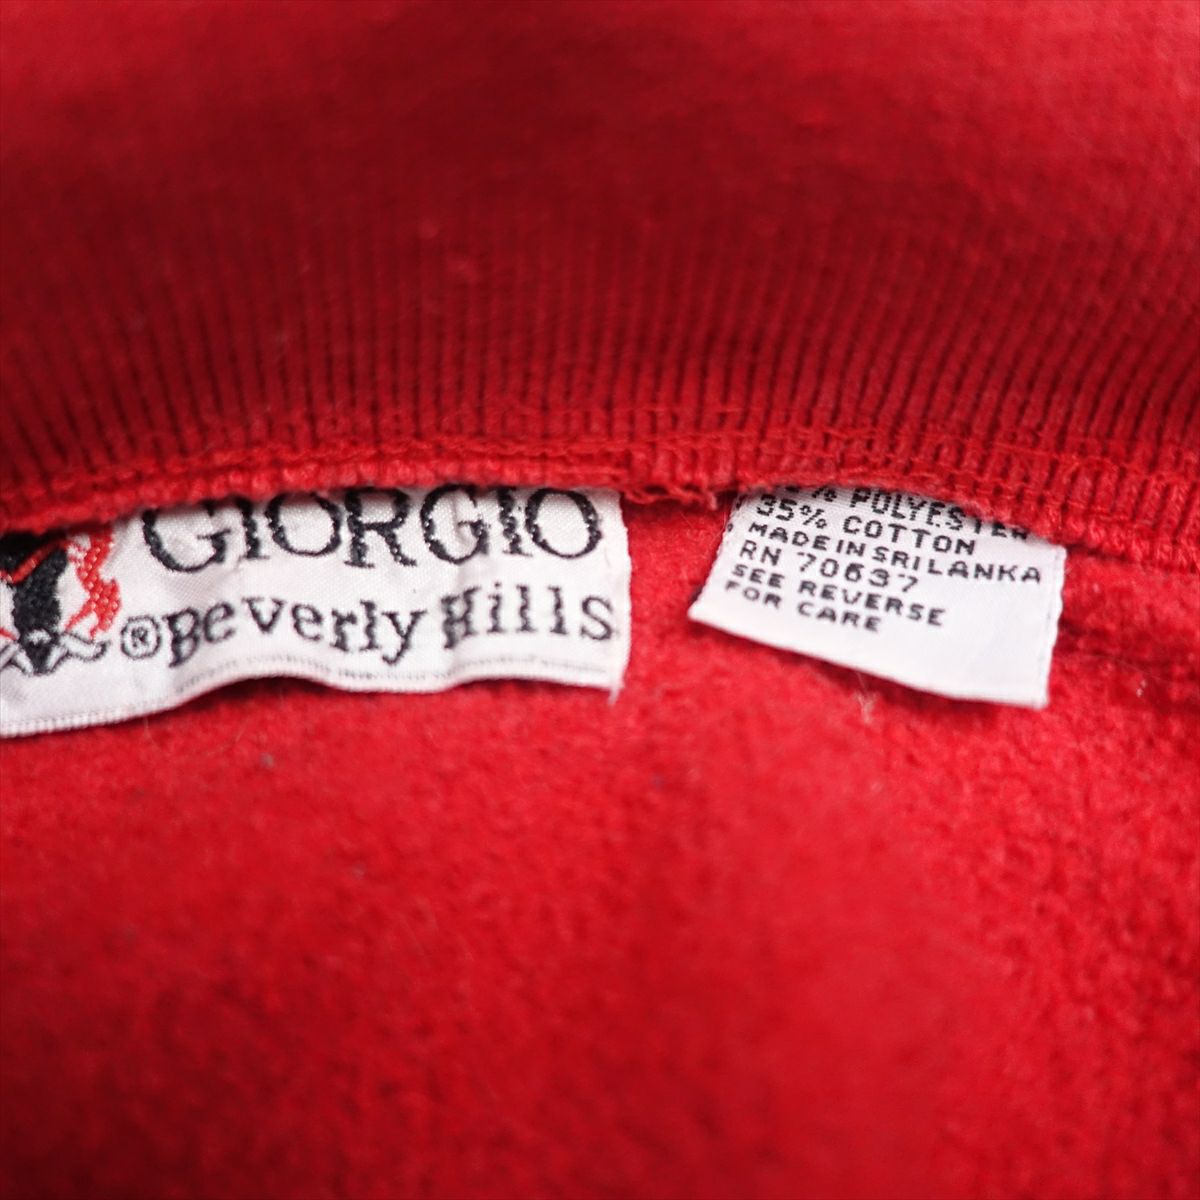 GIORGIO
®Beverly Hills
% POLYESTER
35% COTTON
MADE IN SRI LANKA
RN 70637
SEE REVERSE
FOR CARE